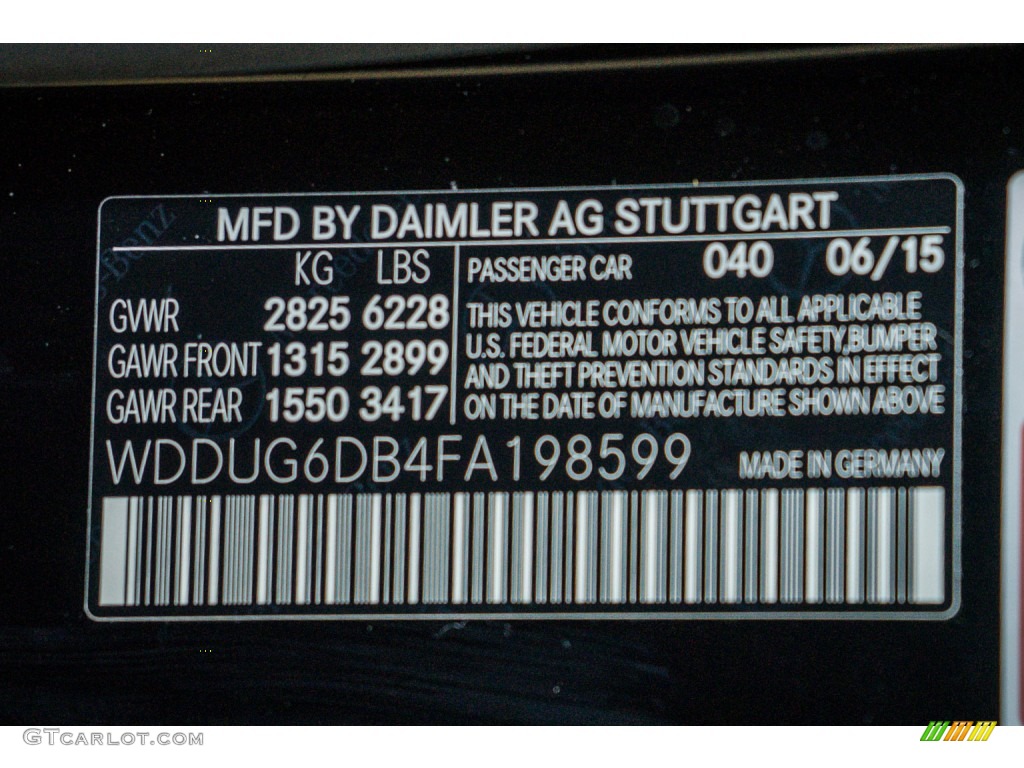 MFD BY DAIMLER AG STUTTGART
KG LBS
GVWR 2825 6228
GAWR FRONT 1315 2899
GAWR REAR 1550 3417
PASSENGER CAR 040 06/15
THIS VEHICLE CONFORMS TO ALL APPLICABLE
U.S. FEDERAL MOTOR VEHICLE SAFETY,BUMPER
AND THEFT PREVENTION STANDARDS IN EFFECT
ON THE DATE OF MANUFACTURE SHOWN ABOVE
WDDUG6DB4FA198599 MADE IN GERMANY
GTCARLOT.COM